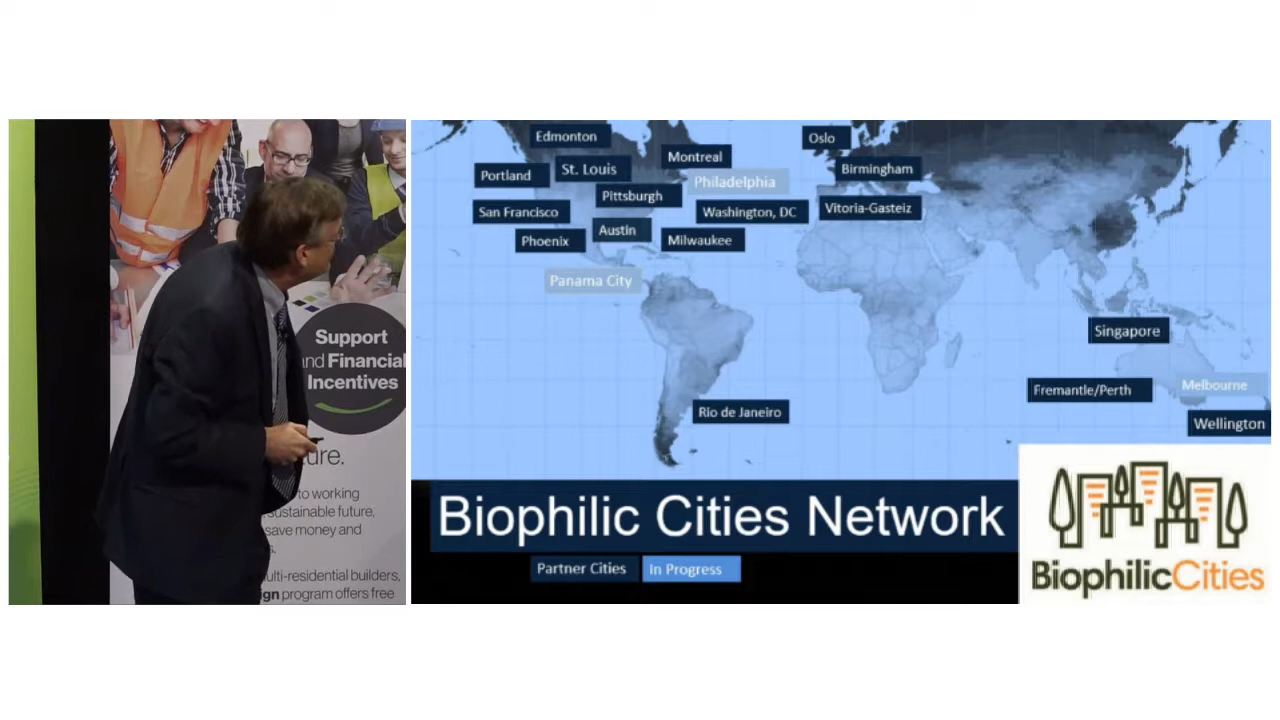 Support
and Financial
Incentives
ure.
to working
sustainable future,
save money and
s.
ulti-residential builders,
ign program offers free
Edmonton
Oslo
Montreal
St. Louis
Birmingham
Portland
Philadelphia
Pittsburgh
San Francisco
Washington, DC
Vitoria-Gasteiz
Austin
Phoenix
Milwaukee
Panama City
Singapore
Fremantle/Perth
Melbourne
Rio de Janeiro
Wellington
Biophilic Cities Network
Partner Cities
In Progress
BiophilicCities